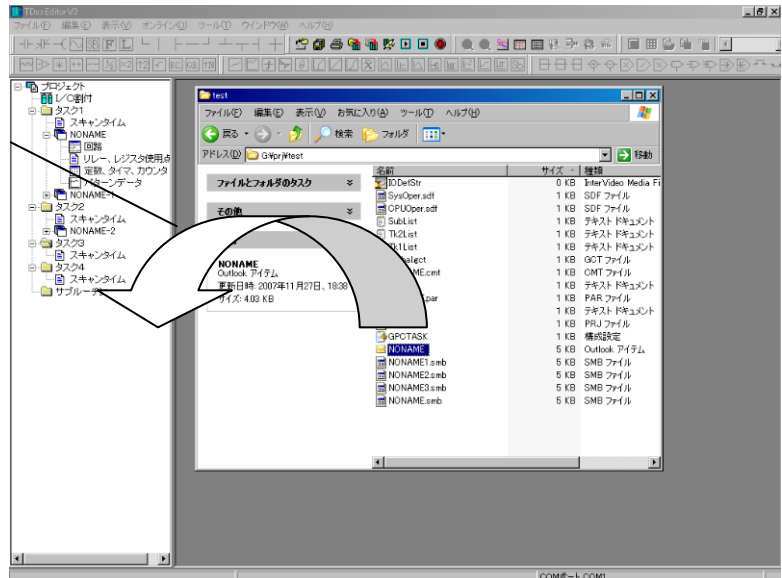 TDssEditorV3
ファイル(F) 編集(E) 表示(V) オンライン(O) ツール(T) ウインドウ(W) ヘルプ(H)
プロジェクト
I/O割付
タスク1
スキャンタイム
NONAME
回路
リレー、レジスタ使用点
定数、タイマ、カウンタ
パターンデータ
NONAME-1
タスク2
スキャンタイム
NONAME-2
タスク3
スキャンタイム
タスク4
スキャンタイム
サブルーチン
test
ファイル(F) 編集(E) 表示(V) お気に入り(A) ツール(T) ヘルプ(H)
戻る 検索 フォルダ
アドレス(D) G:¥prj¥test 移動
ファイルとフォルダのタスク
その他
NONAME
Outlook アイテム
更新日時: 2007年11月27日、18:38
サイズ: 4.03 KB
名前 サイズ 種類
IODefStr 0 KB InterVideo Media Fi
SysOper.sdf 1 KB SDF ファイル
CPUOper.sdf 1 KB SDF ファイル
SubList 1 KB テキスト ドキュメント
Tk2List 1 KB テキスト ドキュメント
Tk1List 1 KB テキスト ドキュメント
bal.gct 1 KB GCT ファイル
ME.cmt 1 KB CMT ファイル
1 KB テキスト ドキュメント
.par 1 KB PAR ファイル
1 KB PRJ ファイル
GPCTASK 1 KB 構成設定
NONAME 5 KB Outlook アイテム
NONAME1.smb 5 KB SMB ファイル
NONAME2.smb 5 KB SMB ファイル
NONAME3.smb 5 KB SMB ファイル
NONAME.smb 5 KB SMB ファイル
COMポート COM1